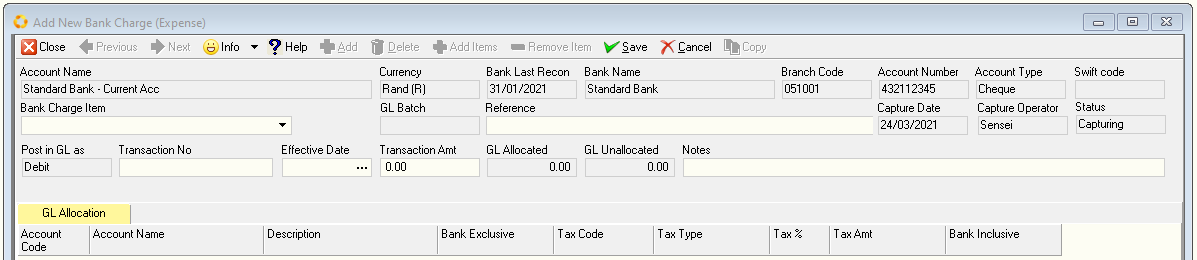 Add New Bank Charge (Expense)
Close Previous Next Info Help Add Delete Add Items Remove Item Save Cancel Copy
Account Name Currency Bank Last Recon Bank Name Branch Code Account Number Account Type Swift code
Standard Bank - Current Acc Rand (R) 31/01/2021 Standard Bank 051001 432112345 Cheque
Bank Charge Item GL Batch Reference Capture Date Capture Operator Status
24/03/2021 Sensei Capturing
Post in GL as Transaction No Effective Date Transaction Amt GL Allocated GL Unallocated Notes
Debit ... 0.00 0.00 0.00
GL Allocation
Account Code Account Name Description Bank Exclusive Tax Code Tax Type Tax % Tax Amt Bank Inclusive